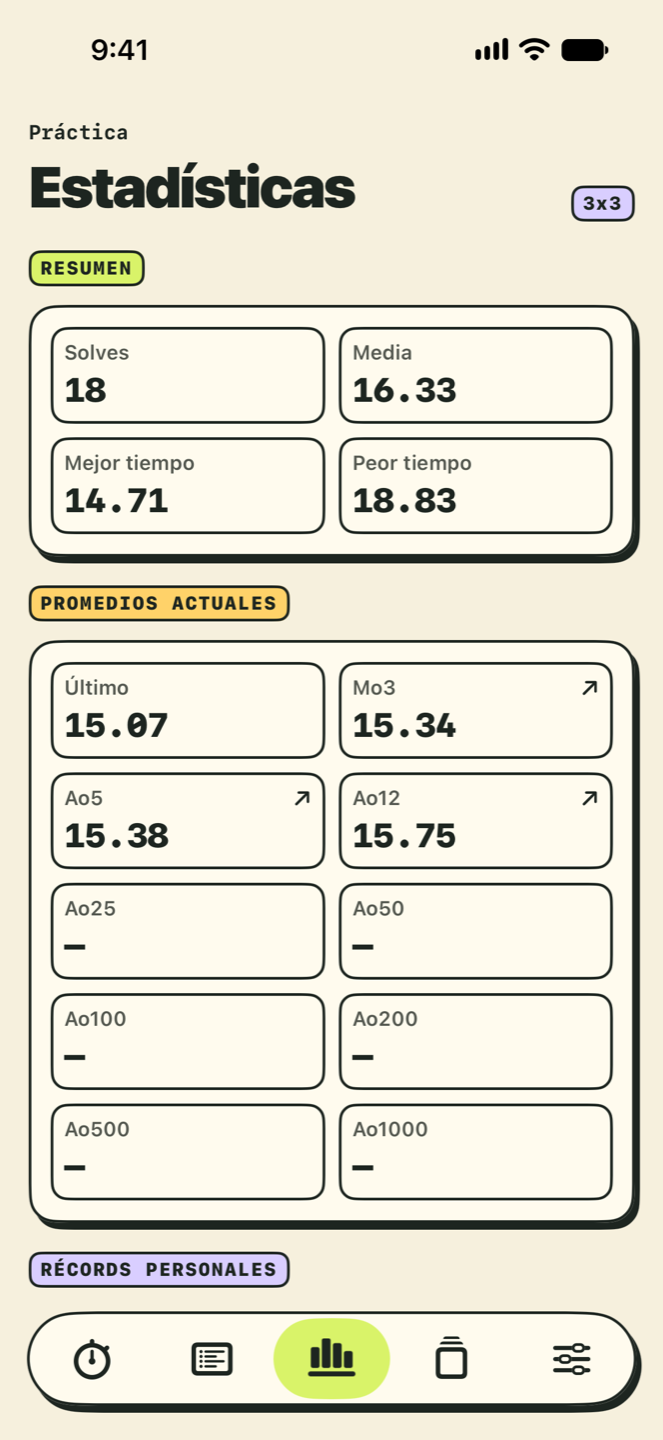 9:41
Práctica
Estadísticas
3x3
RESUMEN
Solves
18
Media
16.33
Mejor tiempo
14.71
Peor tiempo
18.83
PROMEDIOS ACTUALES
Último
15.07
Mo3
15.34
Ao5
15.38
Ao12
15.75
Ao25
—
Ao50
—
Ao100
—
Ao200
—
Ao500
—
Ao1000
—
RÉCORDS PERSONALES